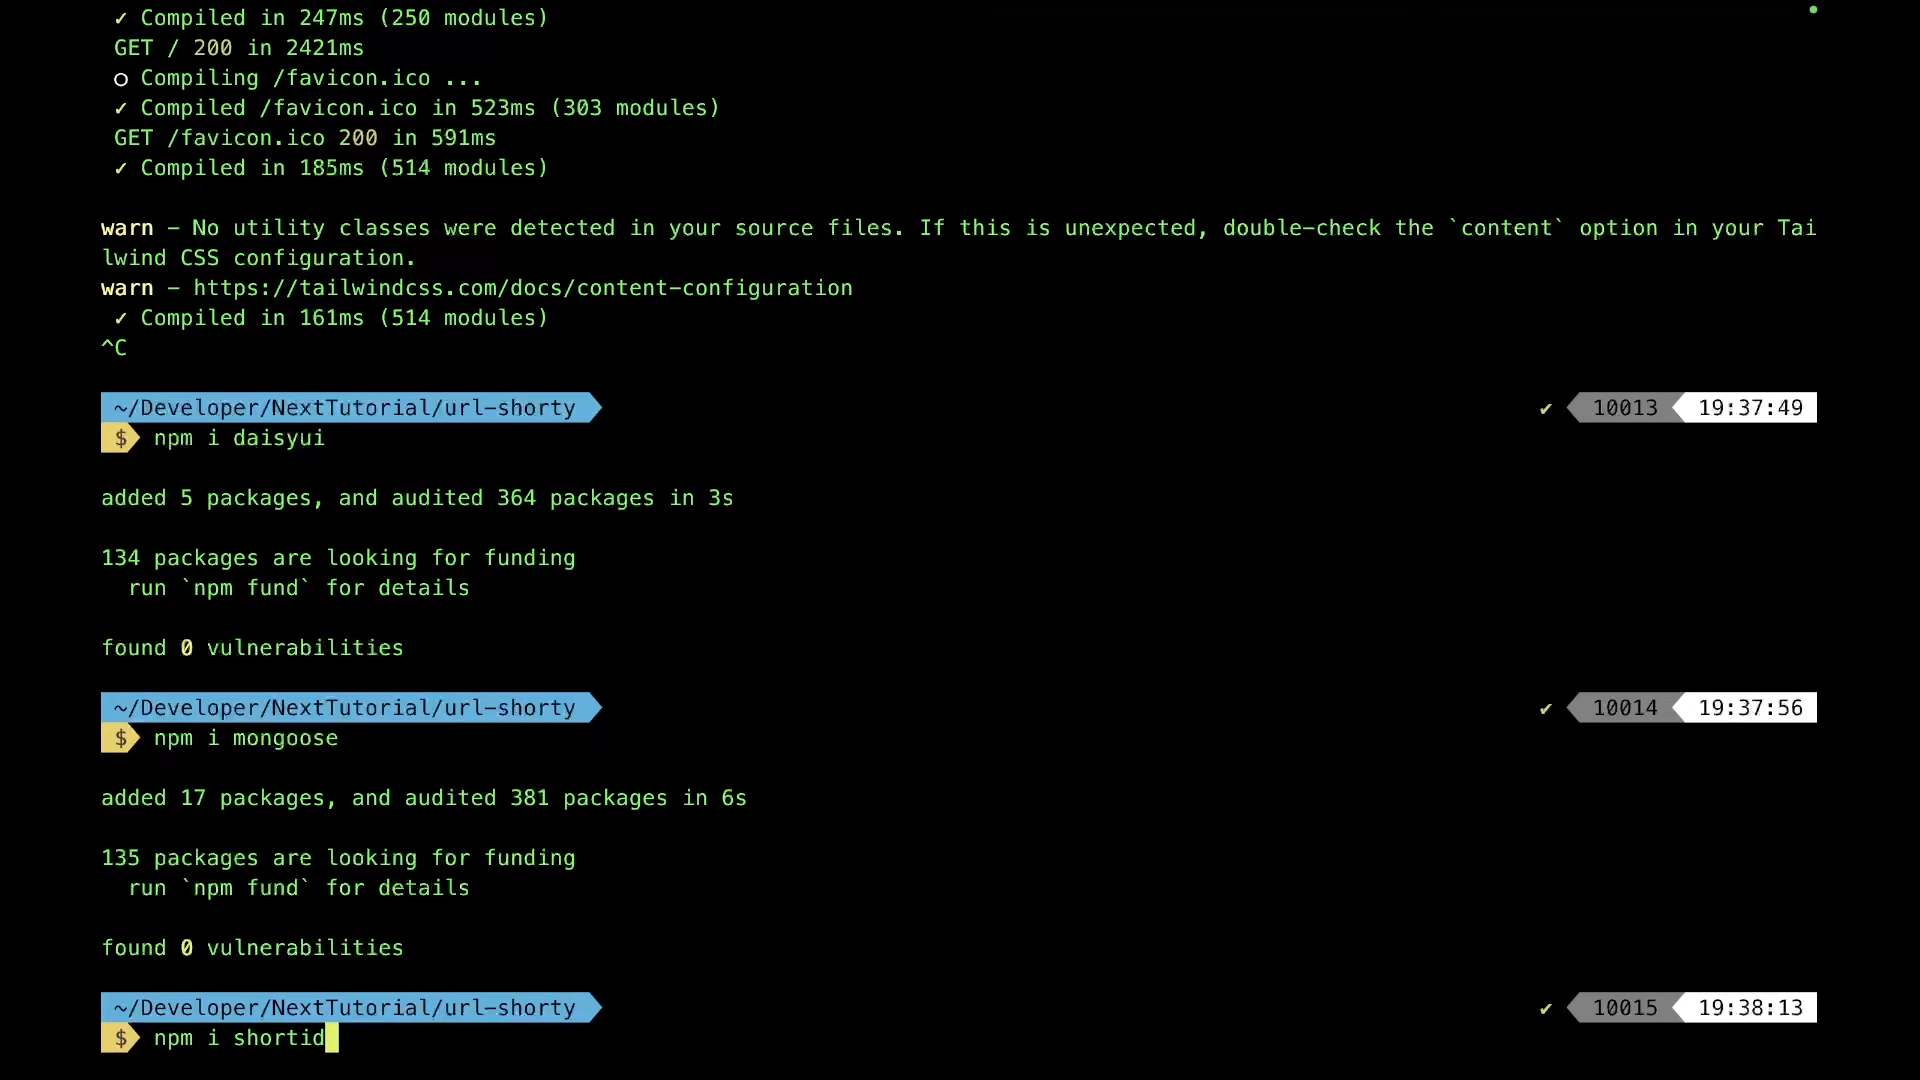 ✓ Compiled in 247ms (250 modules)
GET / 200 in 2421ms
○ Compiling /favicon.ico ...
✓ Compiled /favicon.ico in 523ms (303 modules)
GET /favicon.ico 200 in 591ms
✓ Compiled in 185ms (514 modules)
warn – No utility classes were detected in your source files. If this is unexpected, double-check the `content` option in your Tai
lwind CSS configuration.
warn – https://tailwindcss.com/docs/content-configuration
✓ Compiled in 161ms (514 modules)
^C
~/Developer/NextTutorial/url-shorty ✔ 10013 19:37:49
$ npm i daisyui
added 5 packages, and audited 364 packages in 3s
134 packages are looking for funding
run `npm fund` for details
found 0 vulnerabilities
~/Developer/NextTutorial/url-shorty ✔ 10014 19:37:56
$ npm i mongoose
added 17 packages, and audited 381 packages in 6s
135 packages are looking for funding
run `npm fund` for details
found 0 vulnerabilities
~/Developer/NextTutorial/url-shorty ✔ 10015 19:38:13
$ npm i shortid